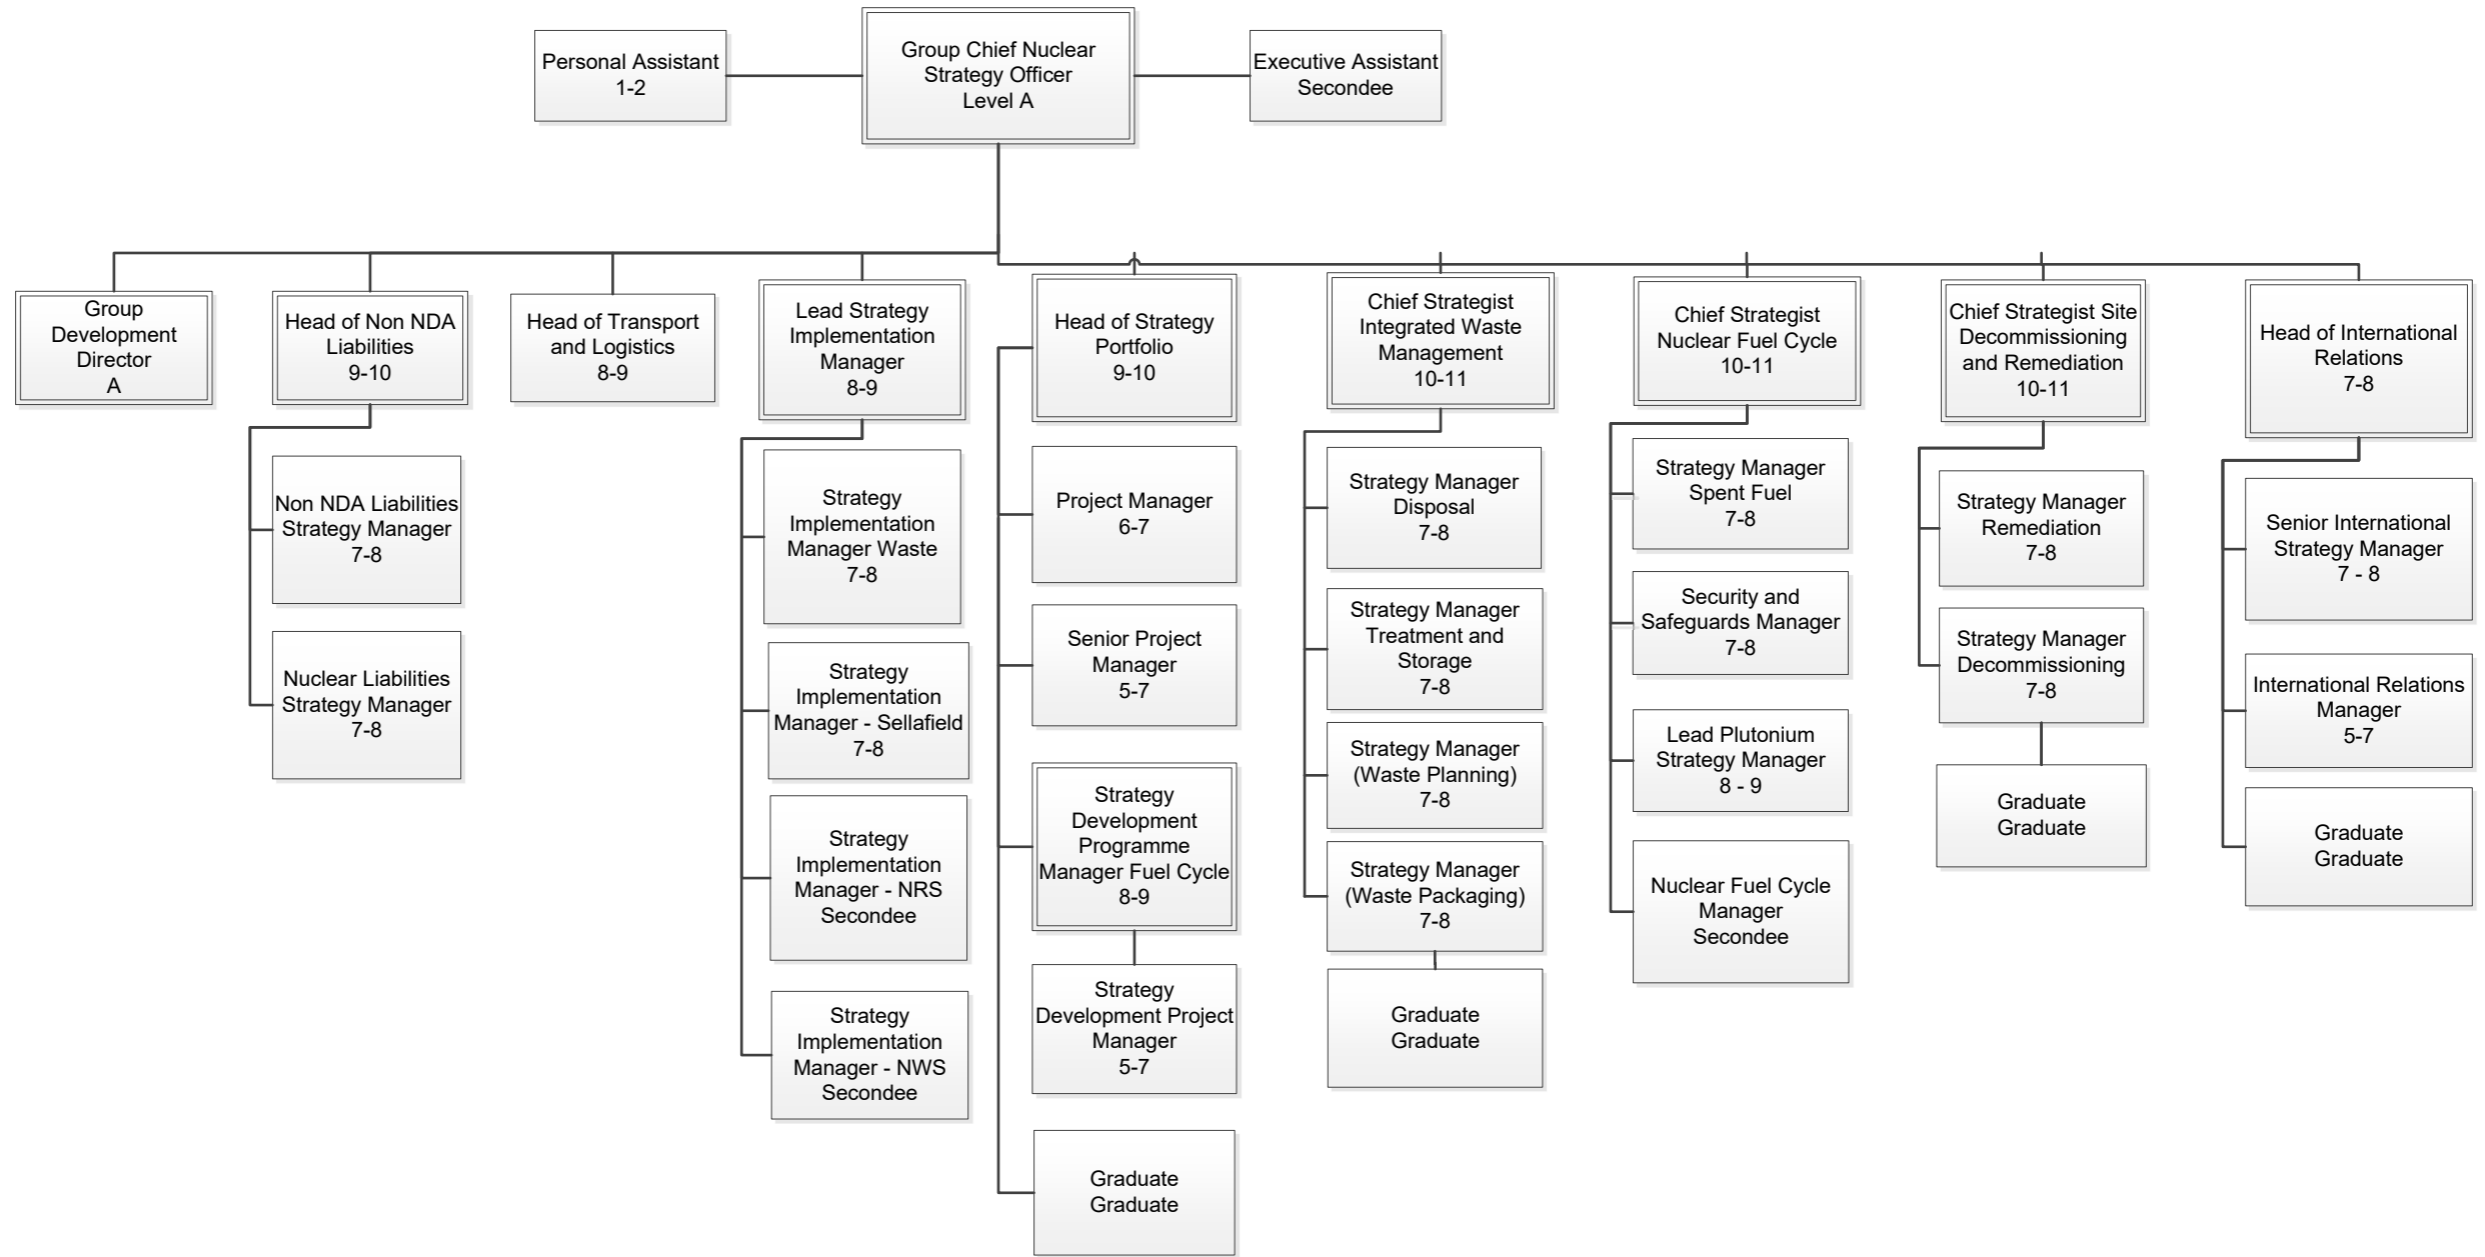 Personal Assistant
1-2
Group Chief Nuclear
Strategy Officer
Level A
Executive Assistant
Secondee
Group
Development
Director
A
Head of Non NDA
Liabilities
9-10
Non NDA Liabilities
Strategy Manager
7-8
Nuclear Liabilities
Strategy Manager
7-8
Head of Transport
and Logistics
8-9
Lead Strategy
Implementation
Manager
8-9
Strategy
Implementation
Manager Waste
7-8
Strategy
Implementation
Manager - Sellafield
7-8
Strategy
Implementation
Manager - NRS
Secondee
Strategy
Implementation
Manager - NWS
Secondee
Head of Strategy
Portfolio
9-10
Project Manager
6-7
Senior Project
Manager
5-7
Strategy
Development
Programme
Manager Fuel Cycle
8-9
Strategy
Development Project
Manager
5-7
Graduate
Graduate
Chief Strategist
Integrated Waste
Management
10-11
Strategy Manager
Disposal
7-8
Strategy Manager
Treatment and
Storage
7-8
Strategy Manager
(Waste Planning)
7-8
Strategy Manager
(Waste Packaging)
7-8
Graduate
Graduate
Chief Strategist
Nuclear Fuel Cycle
10-11
Strategy Manager
Spent Fuel
7-8
Security and
Safeguards Manager
7-8
Lead Plutonium
Strategy Manager
8 - 9
Nuclear Fuel Cycle
Manager
Secondee
Chief Strategist Site
Decommissioning
and Remediation
10-11
Strategy Manager
Remediation
7-8
Strategy Manager
Decommissioning
7-8
Graduate
Graduate
Head of International
Relations
7-8
Senior International
Strategy Manager
7 - 8
International Relations
Manager
5-7
Graduate
Graduate